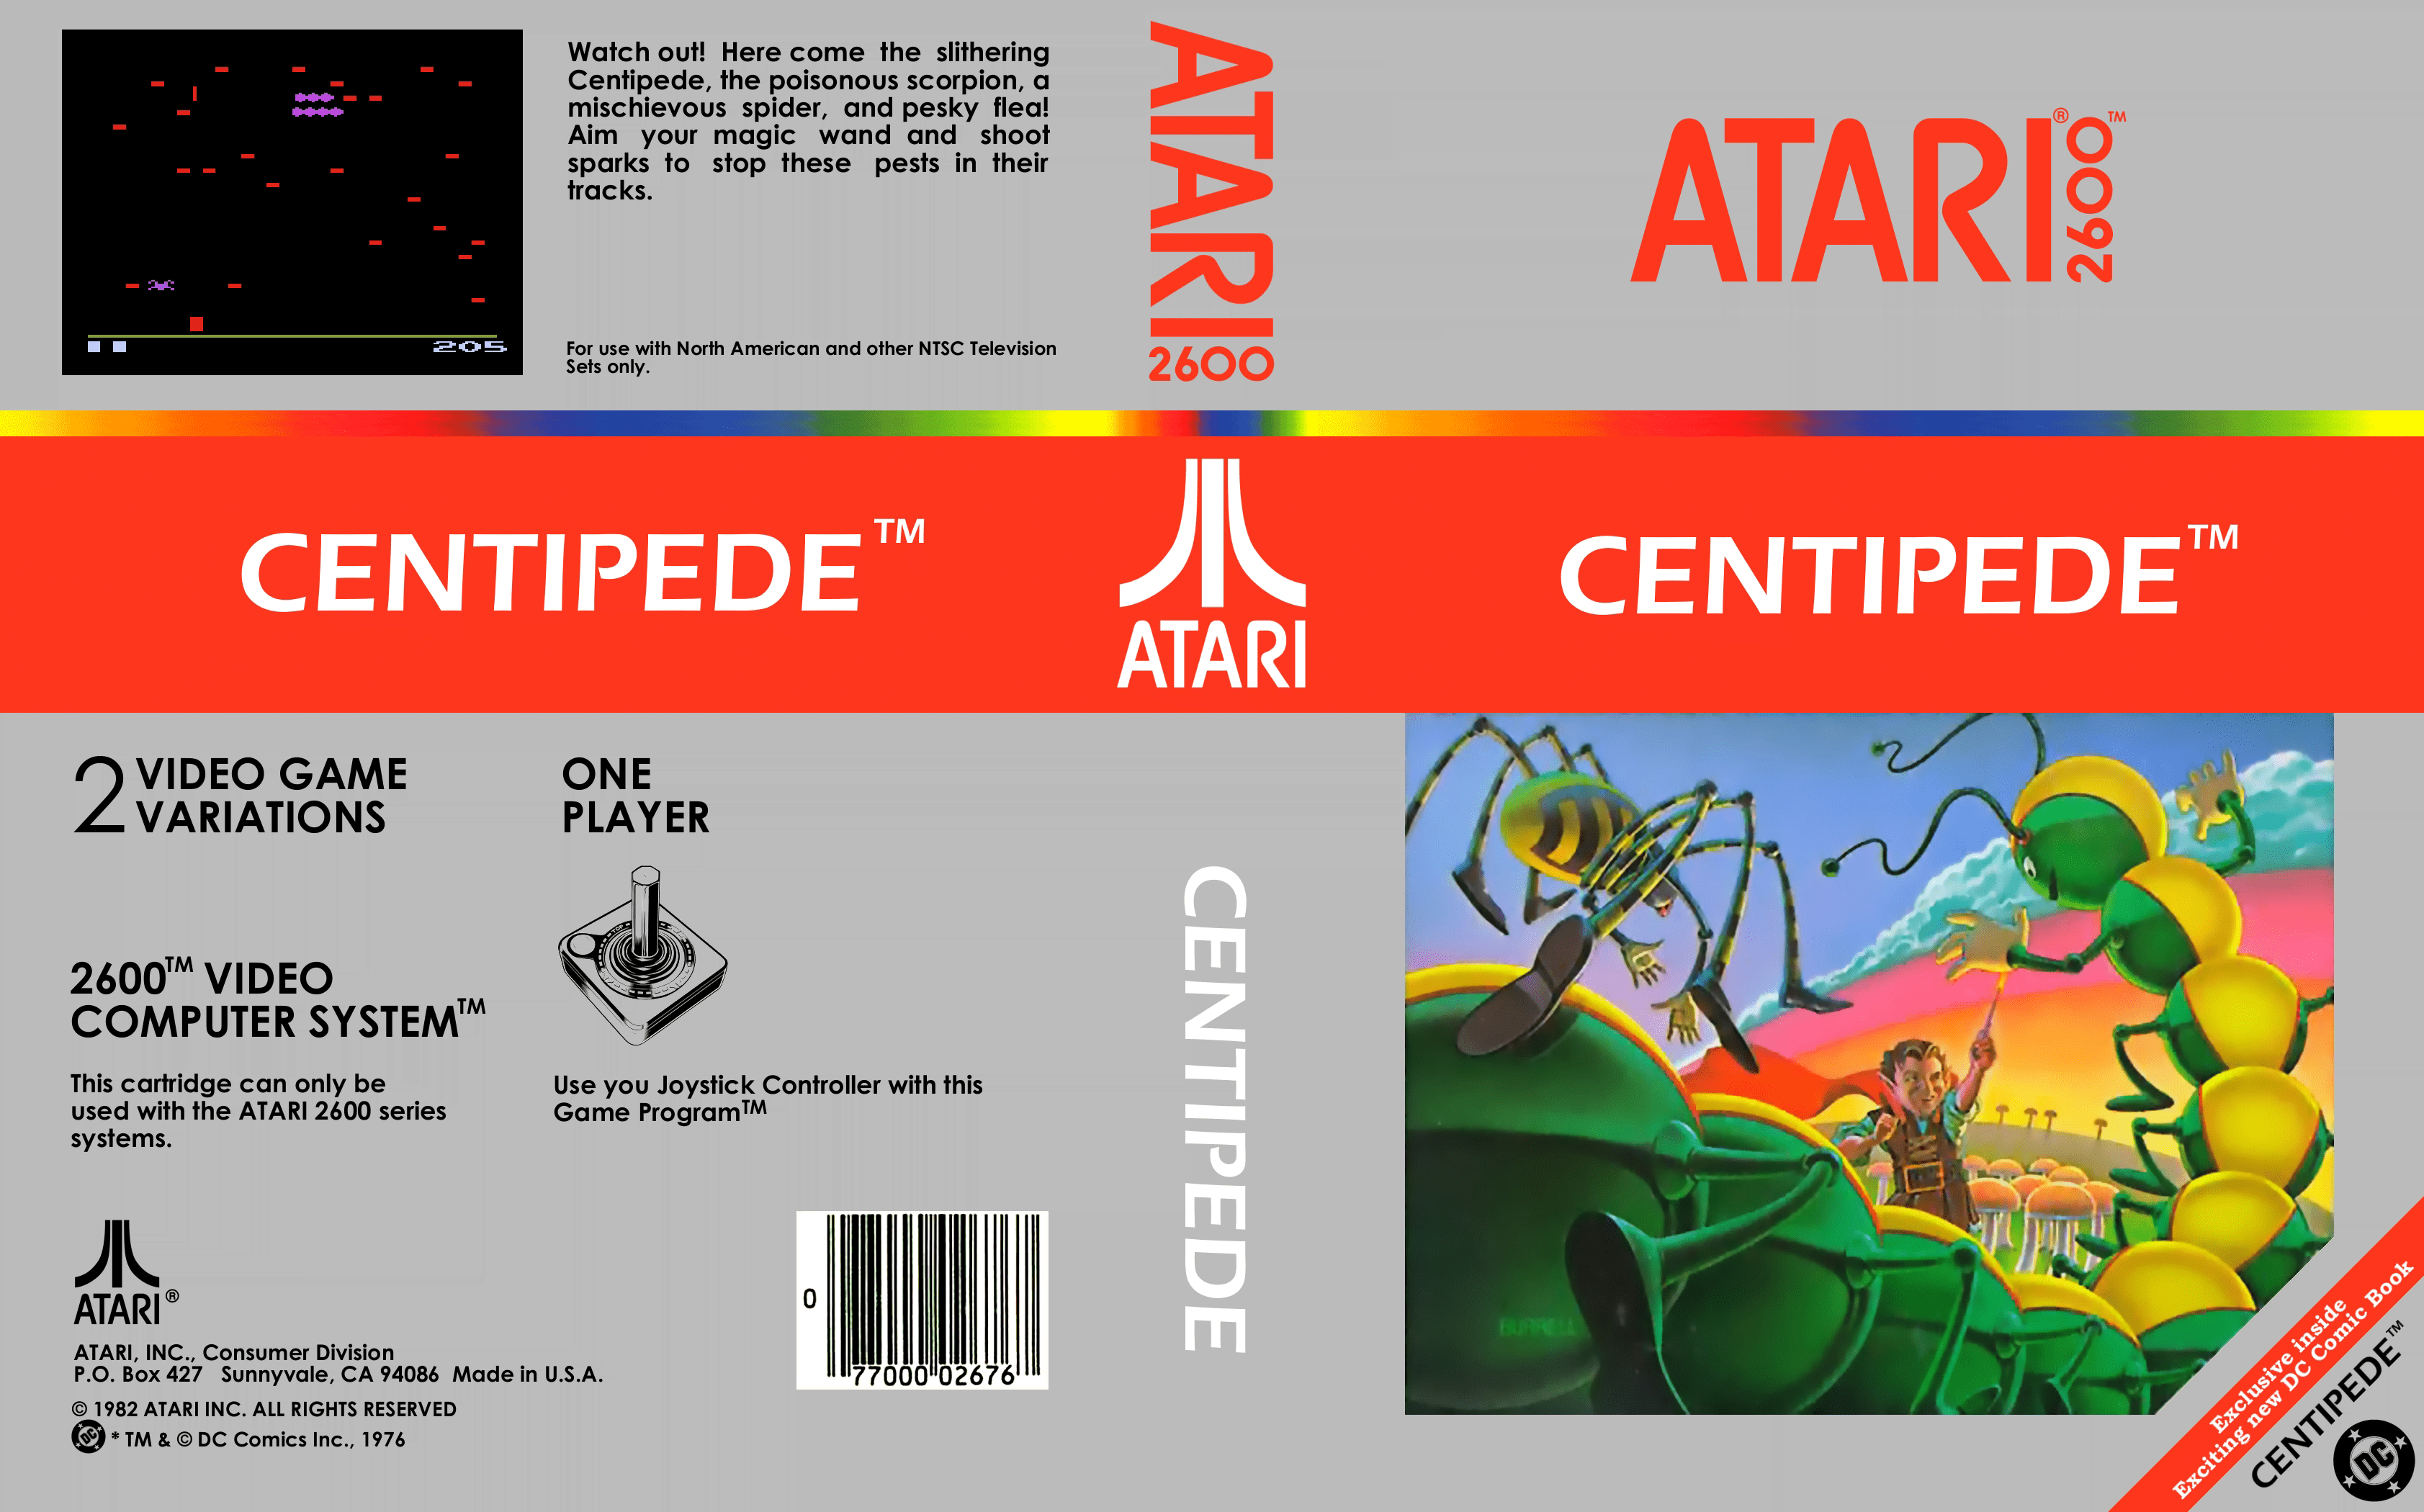 Watch out! Here come the slithering
Centipede, the poisonous scorpion, a
mischievous spider, and pesky flea!
Aim your magic wand and shoot
sparks to stop these pests in their
tracks.
205
For use with North American and other NTSC Television
Sets only.
ATARI
2600
ATARI® 2600™
CENTIPEDE™
ATARI
CENTIPEDE™
2 VIDEO GAME
VARIATIONS
ONE
PLAYER
2600™ VIDEO
COMPUTER SYSTEM™
This cartridge can only be
used with the ATARI 2600 series
systems.
Use you Joystick Controller with this
Game Program™
ATARI®
ATARI, INC., Consumer Division
P.O. Box 427 Sunnyvale, CA 94086 Made in U.S.A.
© 1982 ATARI INC. ALL RIGHTS RESERVED
DC * TM & © DC Comics Inc., 1976
0 77000 02676
CENTIPEDE
BURRELL
Exclusive inside
Exciting new DC Comic Book
CENTIPEDE™
DC